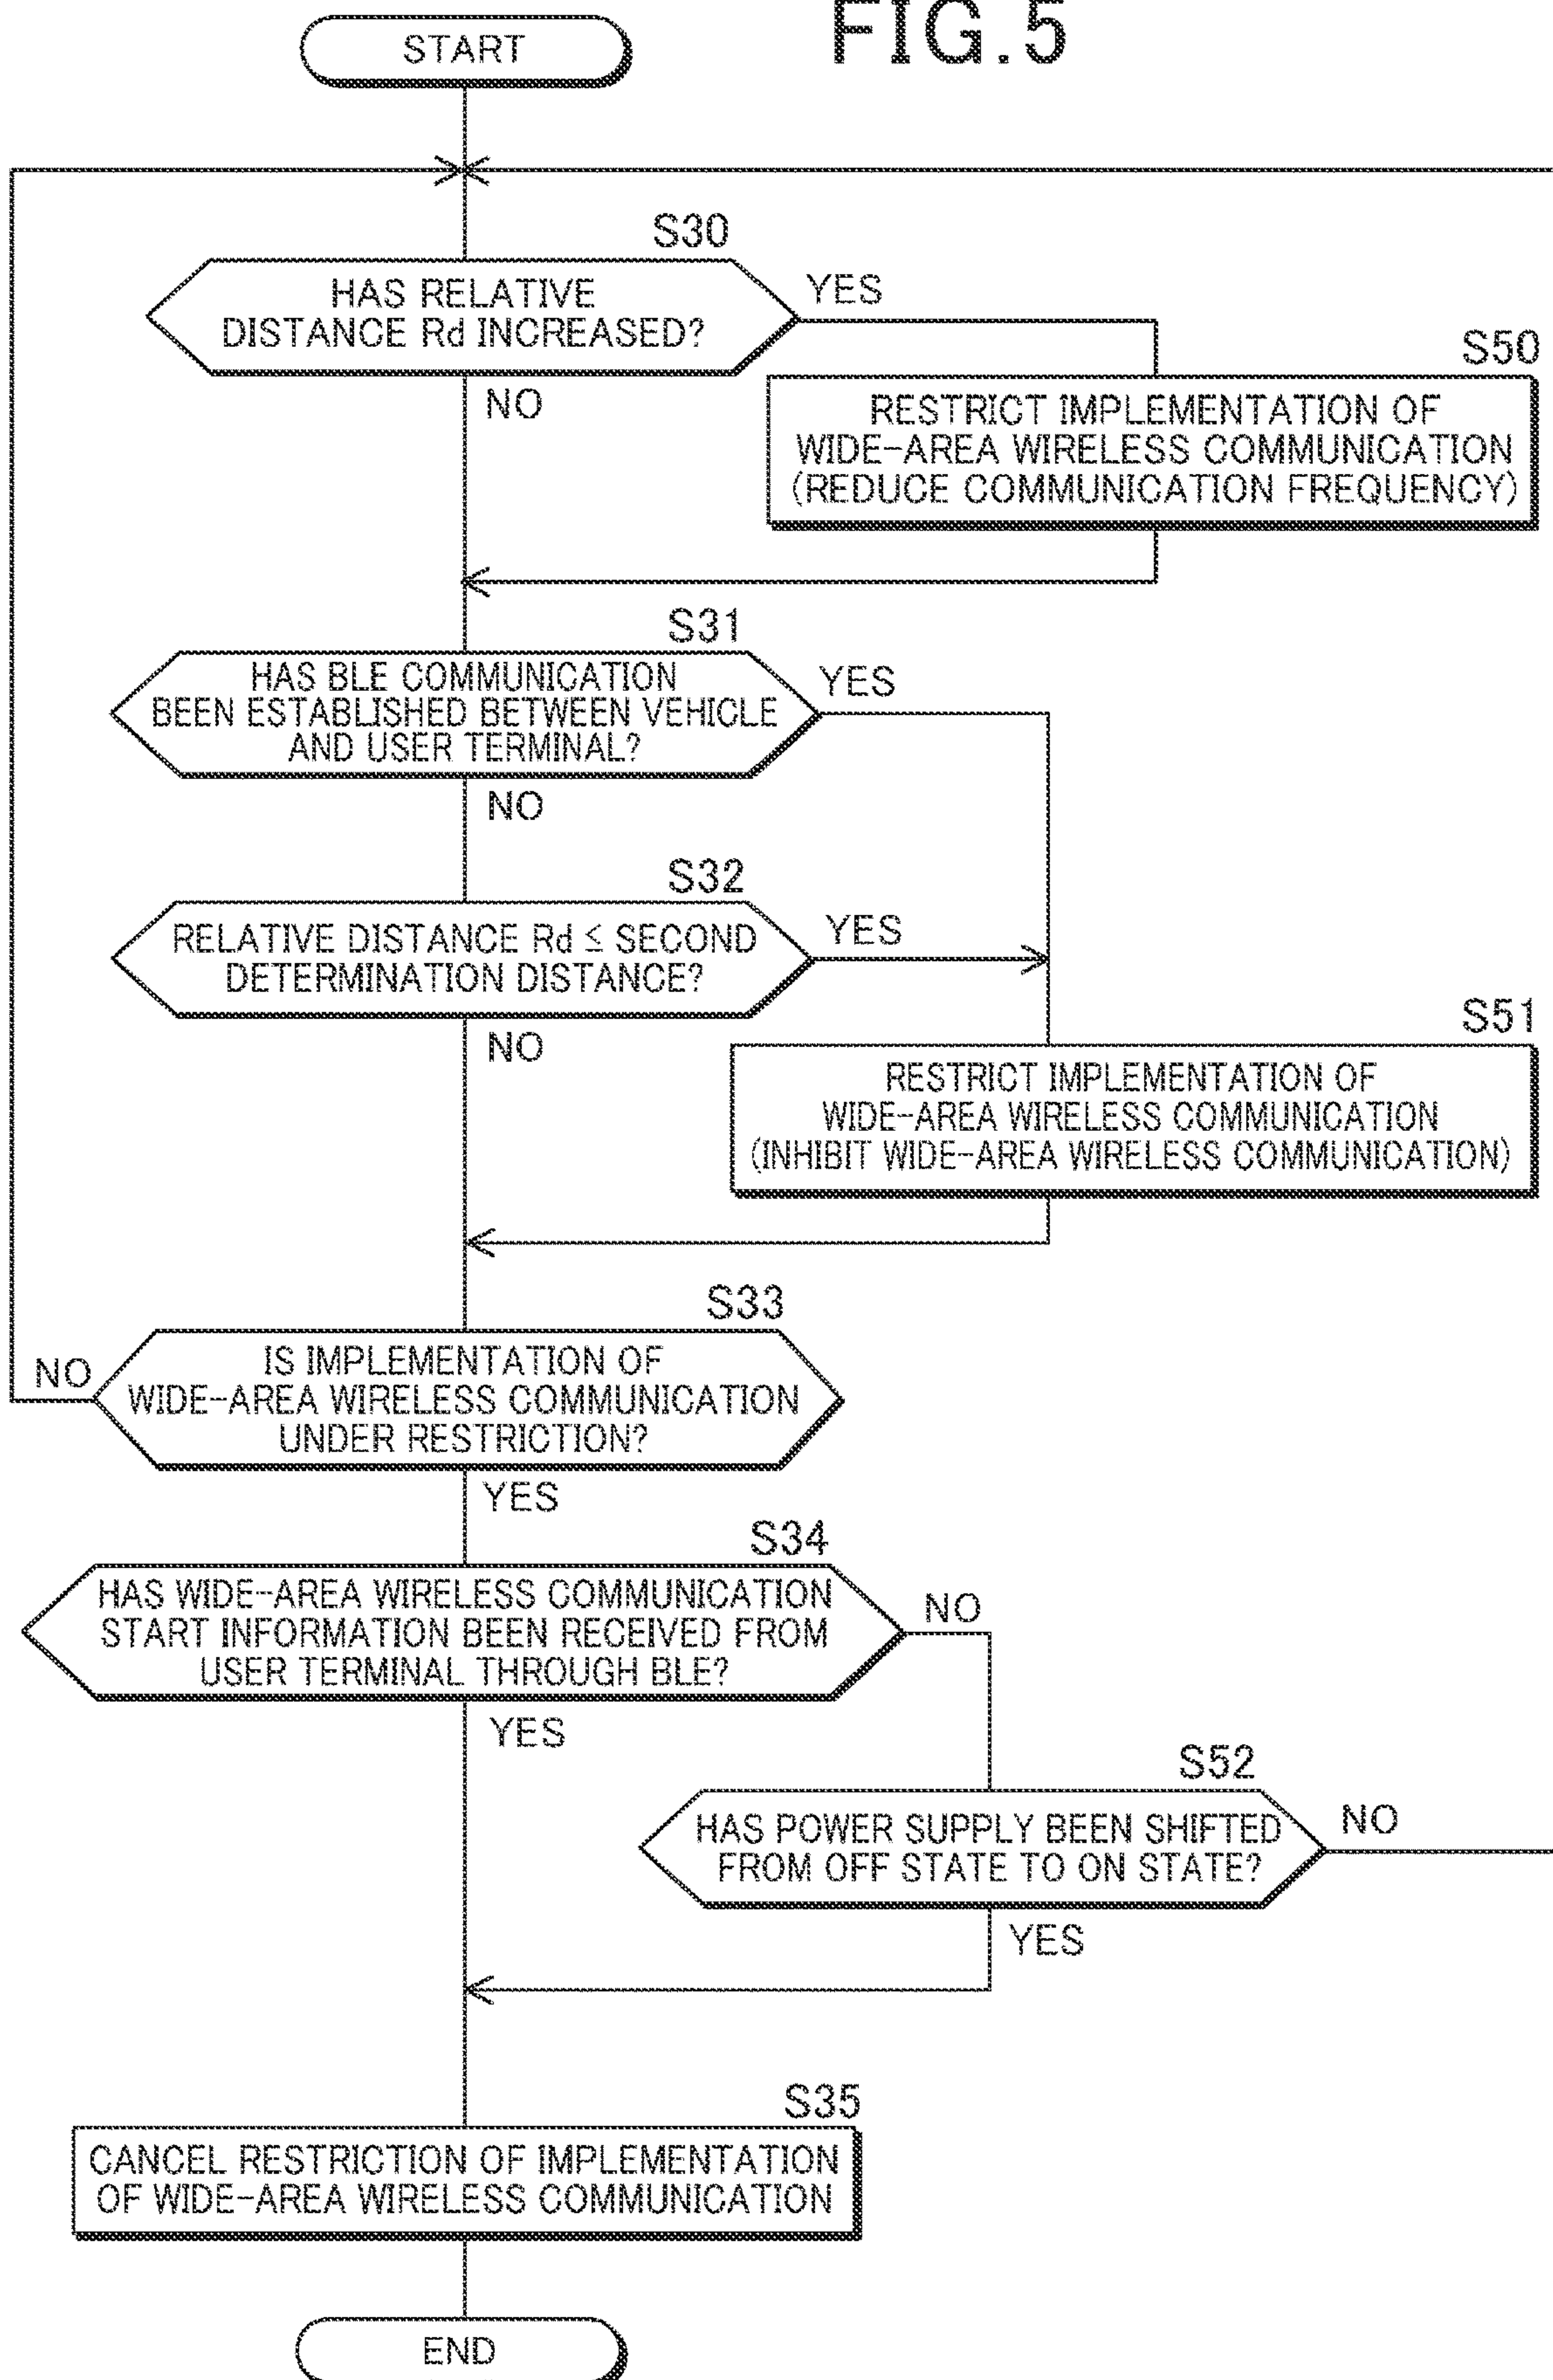 FIG.5
START
S30
HAS RELATIVE
DISTANCE Rd INCREASED?
YES
NO
S50
RESTRICT IMPLEMENTATION OF
WIDE-AREA WIRELESS COMMUNICATION
(REDUCE COMMUNICATION FREQUENCY)
S31
HAS BLE COMMUNICATION
BEEN ESTABLISHED BETWEEN VEHICLE
AND USER TERMINAL?
YES
NO
S32
RELATIVE DISTANCE Rd ≤ SECOND
DETERMINATION DISTANCE?
YES
NO
S51
RESTRICT IMPLEMENTATION OF
WIDE-AREA WIRELESS COMMUNICATION
(INHIBIT WIDE-AREA WIRELESS COMMUNICATION)
S33
IS IMPLEMENTATION OF
WIDE-AREA WIRELESS COMMUNICATION
UNDER RESTRICTION?
NO
YES
S34
HAS WIDE-AREA WIRELESS COMMUNICATION
START INFORMATION BEEN RECEIVED FROM
USER TERMINAL THROUGH BLE?
NO
YES
S52
HAS POWER SUPPLY BEEN SHIFTED
FROM OFF STATE TO ON STATE?
NO
YES
S35
CANCEL RESTRICTION OF IMPLEMENTATION
OF WIDE-AREA WIRELESS COMMUNICATION
END